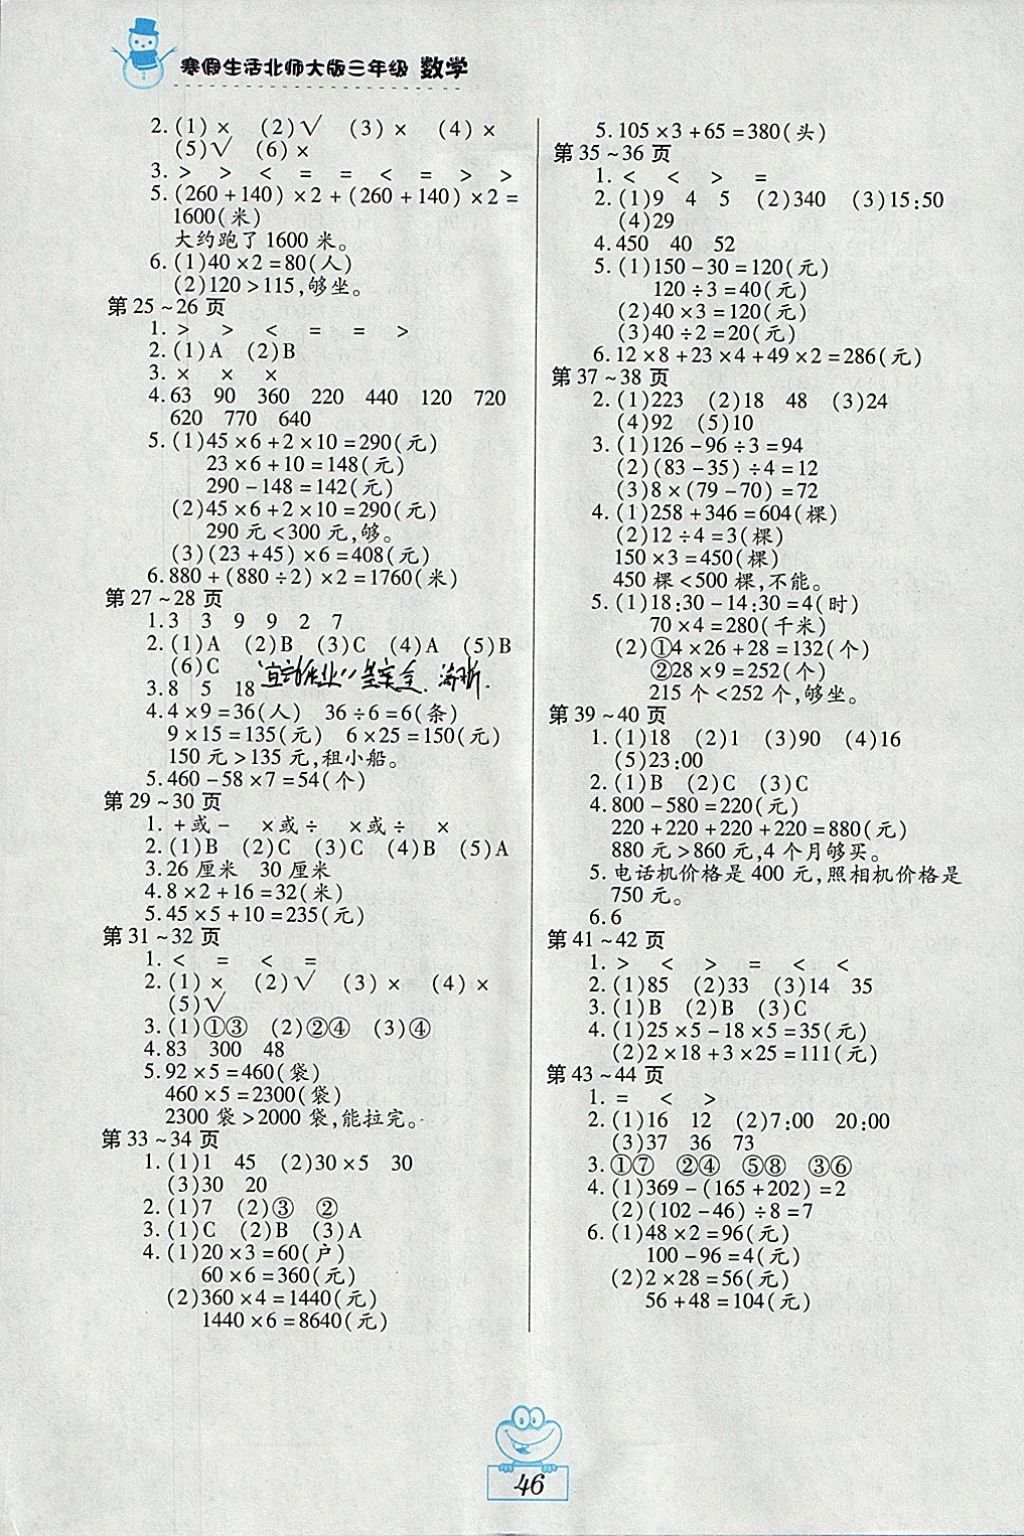 寒假生活北师大版三年级 数学
2.(1)× (2)√ (3)× (4)×
(5)√ (6)×
3. > > < = = < = > >
5.(260+140)×2+(260+140)×2=
1600(米)
大约跑了1600米。
6.(1)40×2=80(人)
(2)120>115,够坐。
第25~26页
1. > > < = = >
2.(1)A (2)B
3. × × ×
4.63 90 360 220 440 120 720
620 770 640
5.(1)45×6+2×10=290(元)
23×6+10=148(元)
290-148=142(元)
(2)45×6+2×10=290(元)
290元<300元,够。
(3)(23+45)×6=408(元)
6.880+(880÷2)×2=1760(米)
第27~28页
1.3 3 9 9 2 7
2.(1)A (2)B (3)C (4)A (5)B
(6)C
3.8 5 18
4.4×9=36(人) 36÷6=6(条)
9×15=135(元) 6×25=150(元)
150元>135元,租小船。
5.460-58×7=54(个)
第29~30页
1. +或- ×或÷ ×或÷ ×
2.(1)B (2)C (3)C (4)B (5)A
3.26厘米 30厘米
4.8×2+16=32(米)
5.45×5+10=235(元)
第31~32页
1. < = < =
2.(1)× (2)√ (3)× (4)×
(5)√
3.(1)①③ (2)②④ (3)④
4.83 300 48
5.92×5=460(袋)
460×5=2300(袋)
2300袋>2000袋,能拉完。
第33~34页
1.(1)1 45 (2)30×5 30
(3)30 20
2.(1)7 (2)③ ②
3.(1)C (2)B (3)A
4.(1)20×3=60(户)
60×6=360(元)
(2)360×4=1440(元)
1440×6=8640(元)
5.105×3+65=380(头)
第35~36页
1. < < > =
2.(1)9 4 5 (2)340 (3)15:50
(4)29
4.450 40 52
5.(1)150-30=120(元)
120÷3=40(元)
(2)40×3=120(元)
(3)40÷2=20(元)
6.12×8+23×4+49×2=286(元)
第37~38页
2.(1)223 (2)18 48 (3)24
(4)92 (5)10
3.(1)126-96÷3=94
(2)(83-35)÷4=12
(3)8×(79-70)=72
4.(1)258+346=604(棵)
(2)12÷4=3(棵)
150×3=450(棵)
450棵<500棵,不能。
5.(1)18:30-14:30=4(时)
70×4=280(千米)
(2)①4×26+28=132(个)
②28×9=252(个)
215个<252个,够坐。
第39~40页
1.(1)18 (2)1 (3)90 (4)16
(5)23:00
2.(1)B (2)C (3)C
4.800-580=220(元)
220+220+220+220=880(元)
880元>860元,4个月够买。
5.电话机价格是400元,照相机价格是
750元。
6.6
第41~42页
1. > < > = < <
2.(1)85 (2)33 (3)14 35
3.(1)B (2)B (3)C
4.(1)25×5-18×5=35(元)
(2)2×18+3×25=111(元)
第43~44页
1. = < >
2.(1)16 12 (2)7:00 20:00
(3)37 36 73
3.①⑦ ②④ ⑤⑧ ③⑥
4.(1)369-(165+202)=2
(2)(102-46)÷8=7
6.(1)48×2=96(元)
100-96=4(元)
(2)2×28=56(元)
56+48=104(元)
46